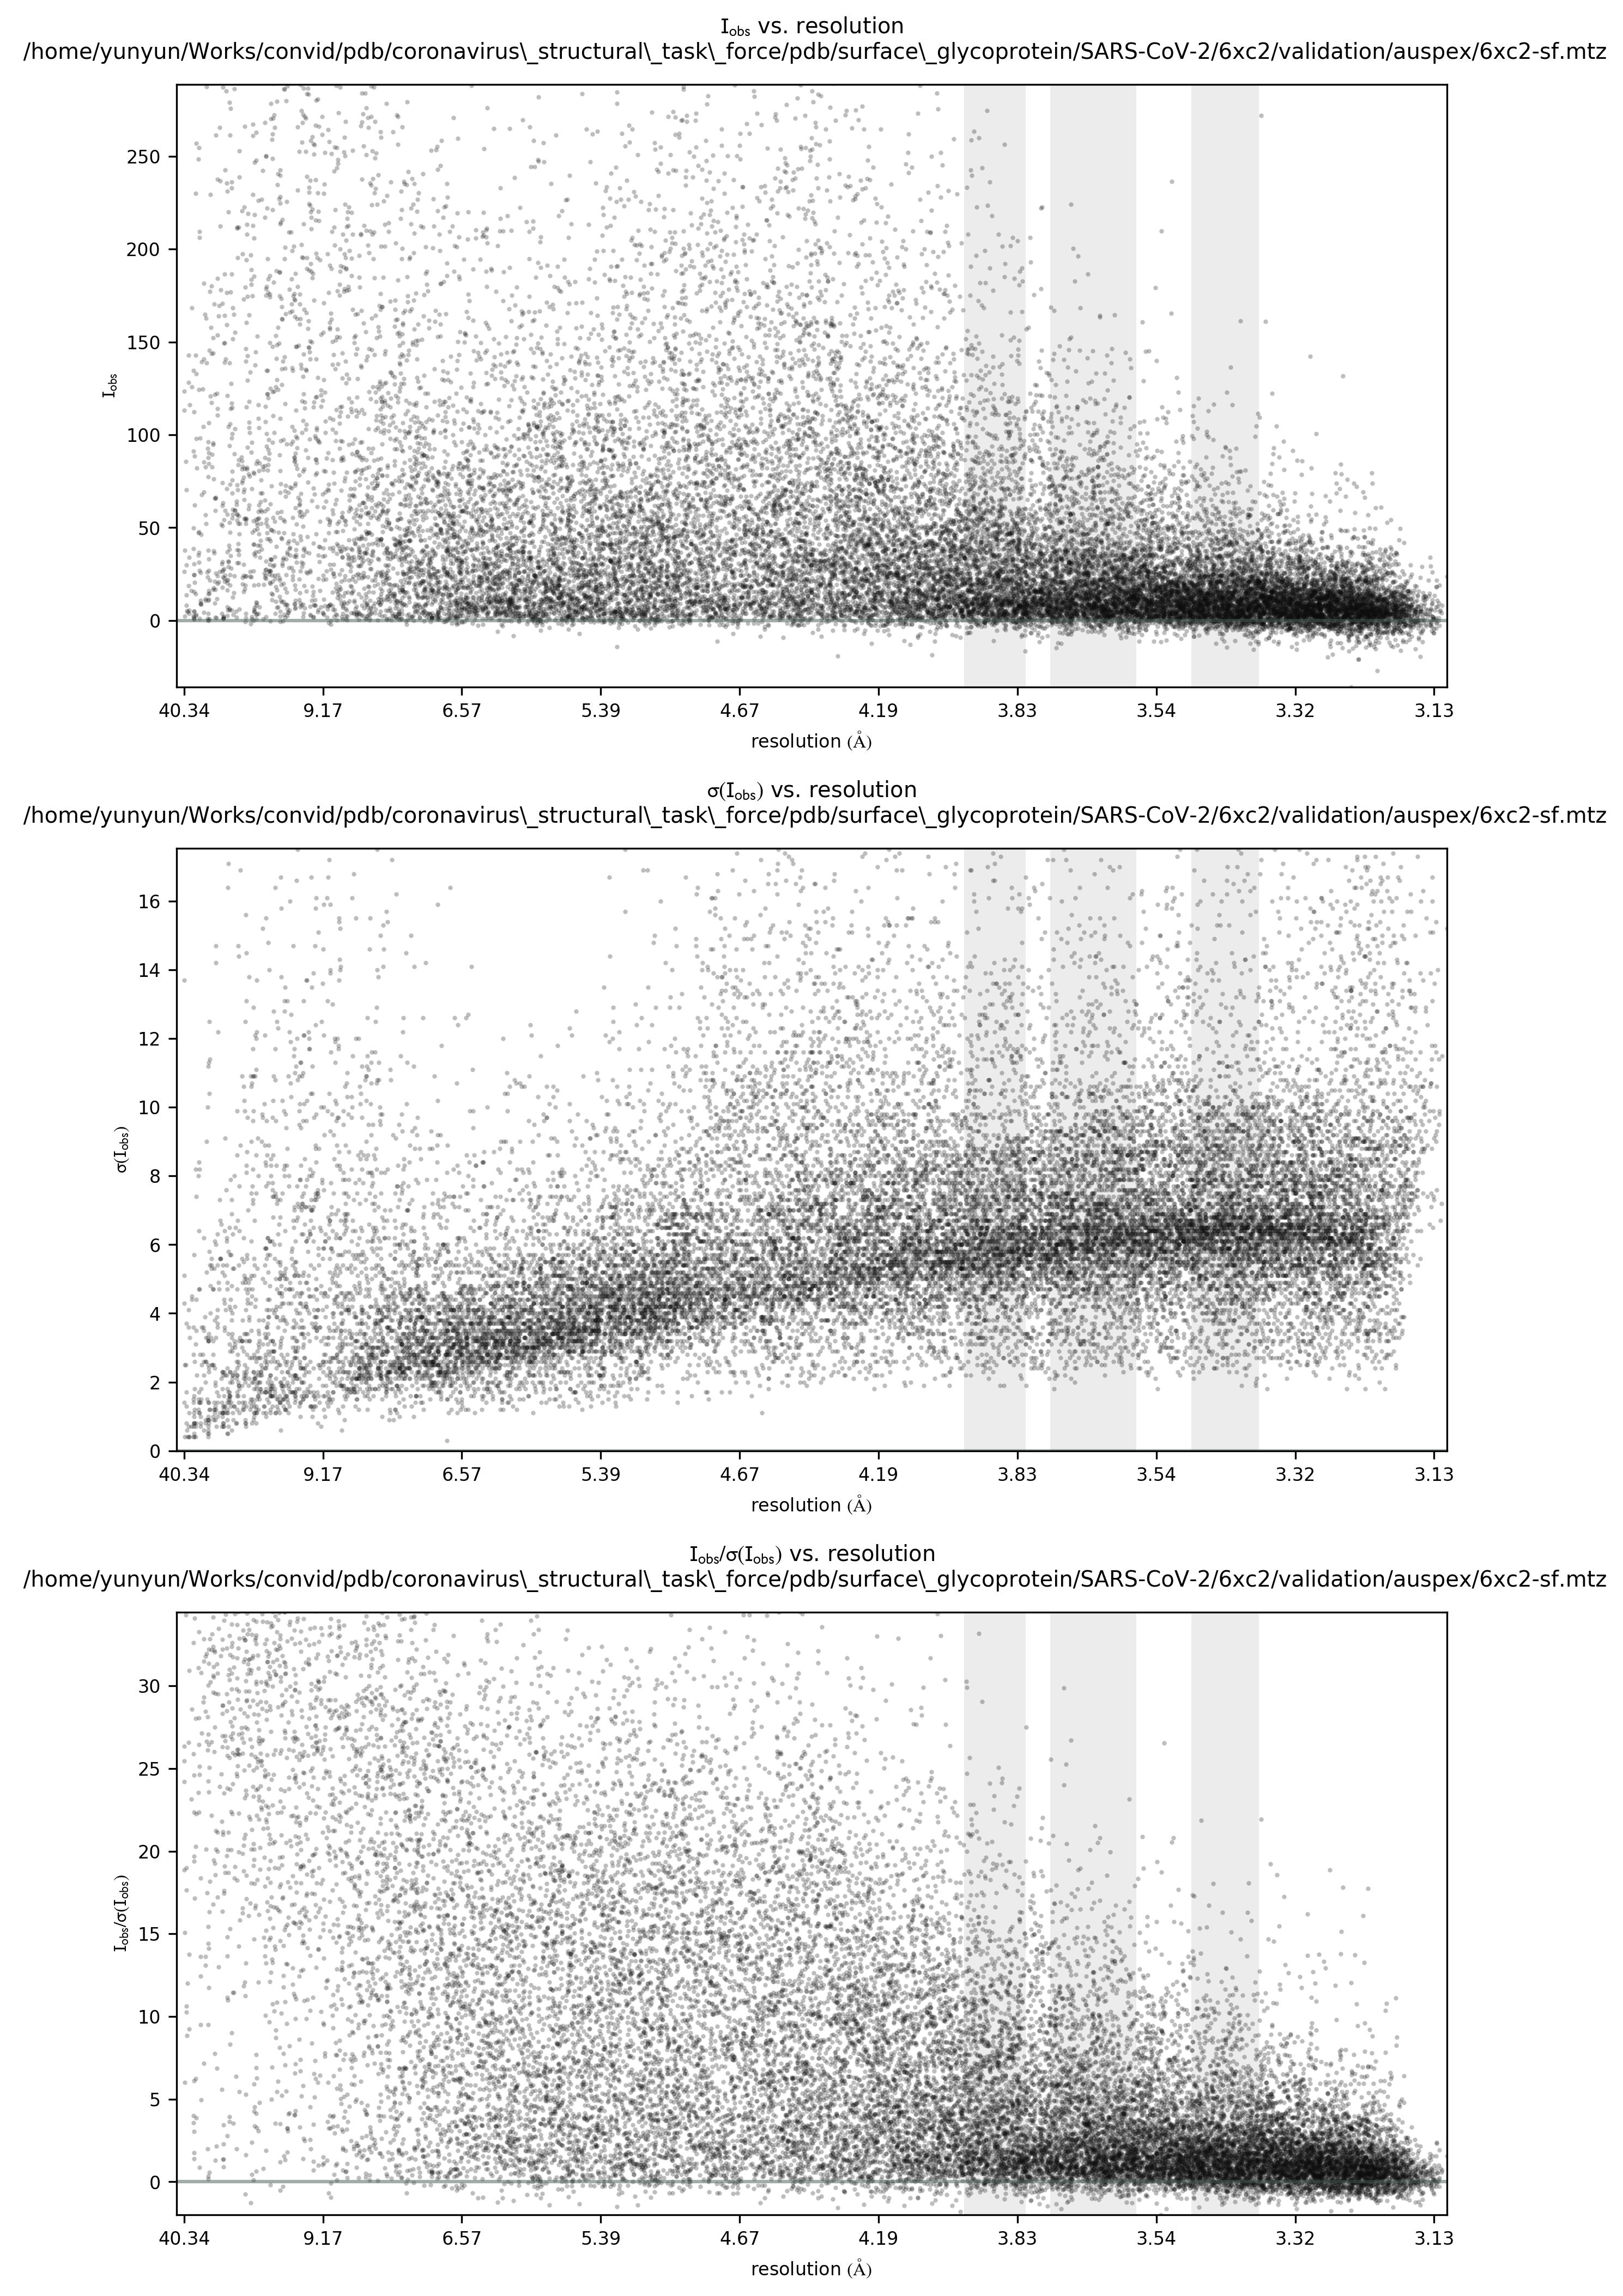 I_obs vs. resolution
/home/yunyun/Works/convid/pdb/coronavirus\_structural\_task\_force/pdb/surface\_glycoprotein/SARS-CoV-2/6xc2/validation/auspex/6xc2-sf.mtz
250
200
150
100
50
0
I_obs
40.34 9.17 6.57 5.39 4.67 4.19 3.83 3.54 3.32 3.13
resolution (Å)
σ(I_obs) vs. resolution
/home/yunyun/Works/convid/pdb/coronavirus\_structural\_task\_force/pdb/surface\_glycoprotein/SARS-CoV-2/6xc2/validation/auspex/6xc2-sf.mtz
16
14
12
10
8
6
4
2
0
σ(I_obs)
40.34 9.17 6.57 5.39 4.67 4.19 3.83 3.54 3.32 3.13
resolution (Å)
I_obs/σ(I_obs) vs. resolution
/home/yunyun/Works/convid/pdb/coronavirus\_structural\_task\_force/pdb/surface\_glycoprotein/SARS-CoV-2/6xc2/validation/auspex/6xc2-sf.mtz
30
25
20
15
10
5
0
I_obs/σ(I_obs)
40.34 9.17 6.57 5.39 4.67 4.19 3.83 3.54 3.32 3.13
resolution (Å)